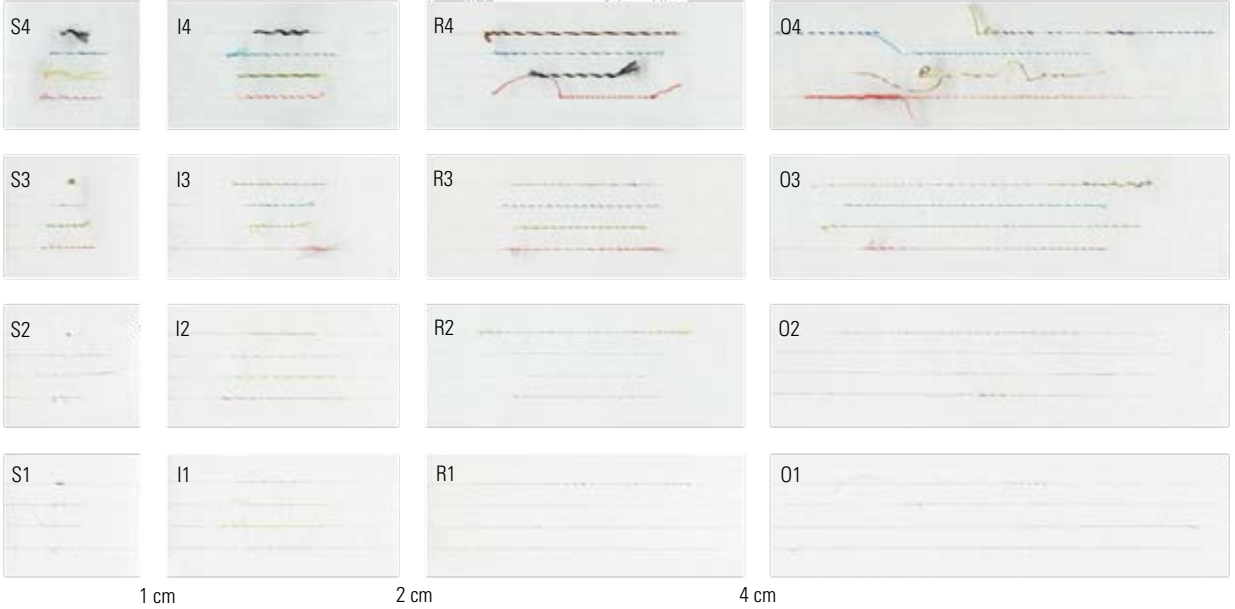 S4 I4 R4 O4
S3 I3 R3 O3
S2 I2 R2 O2
S1 I1 R1 O1
1 cm 2 cm 4 cm